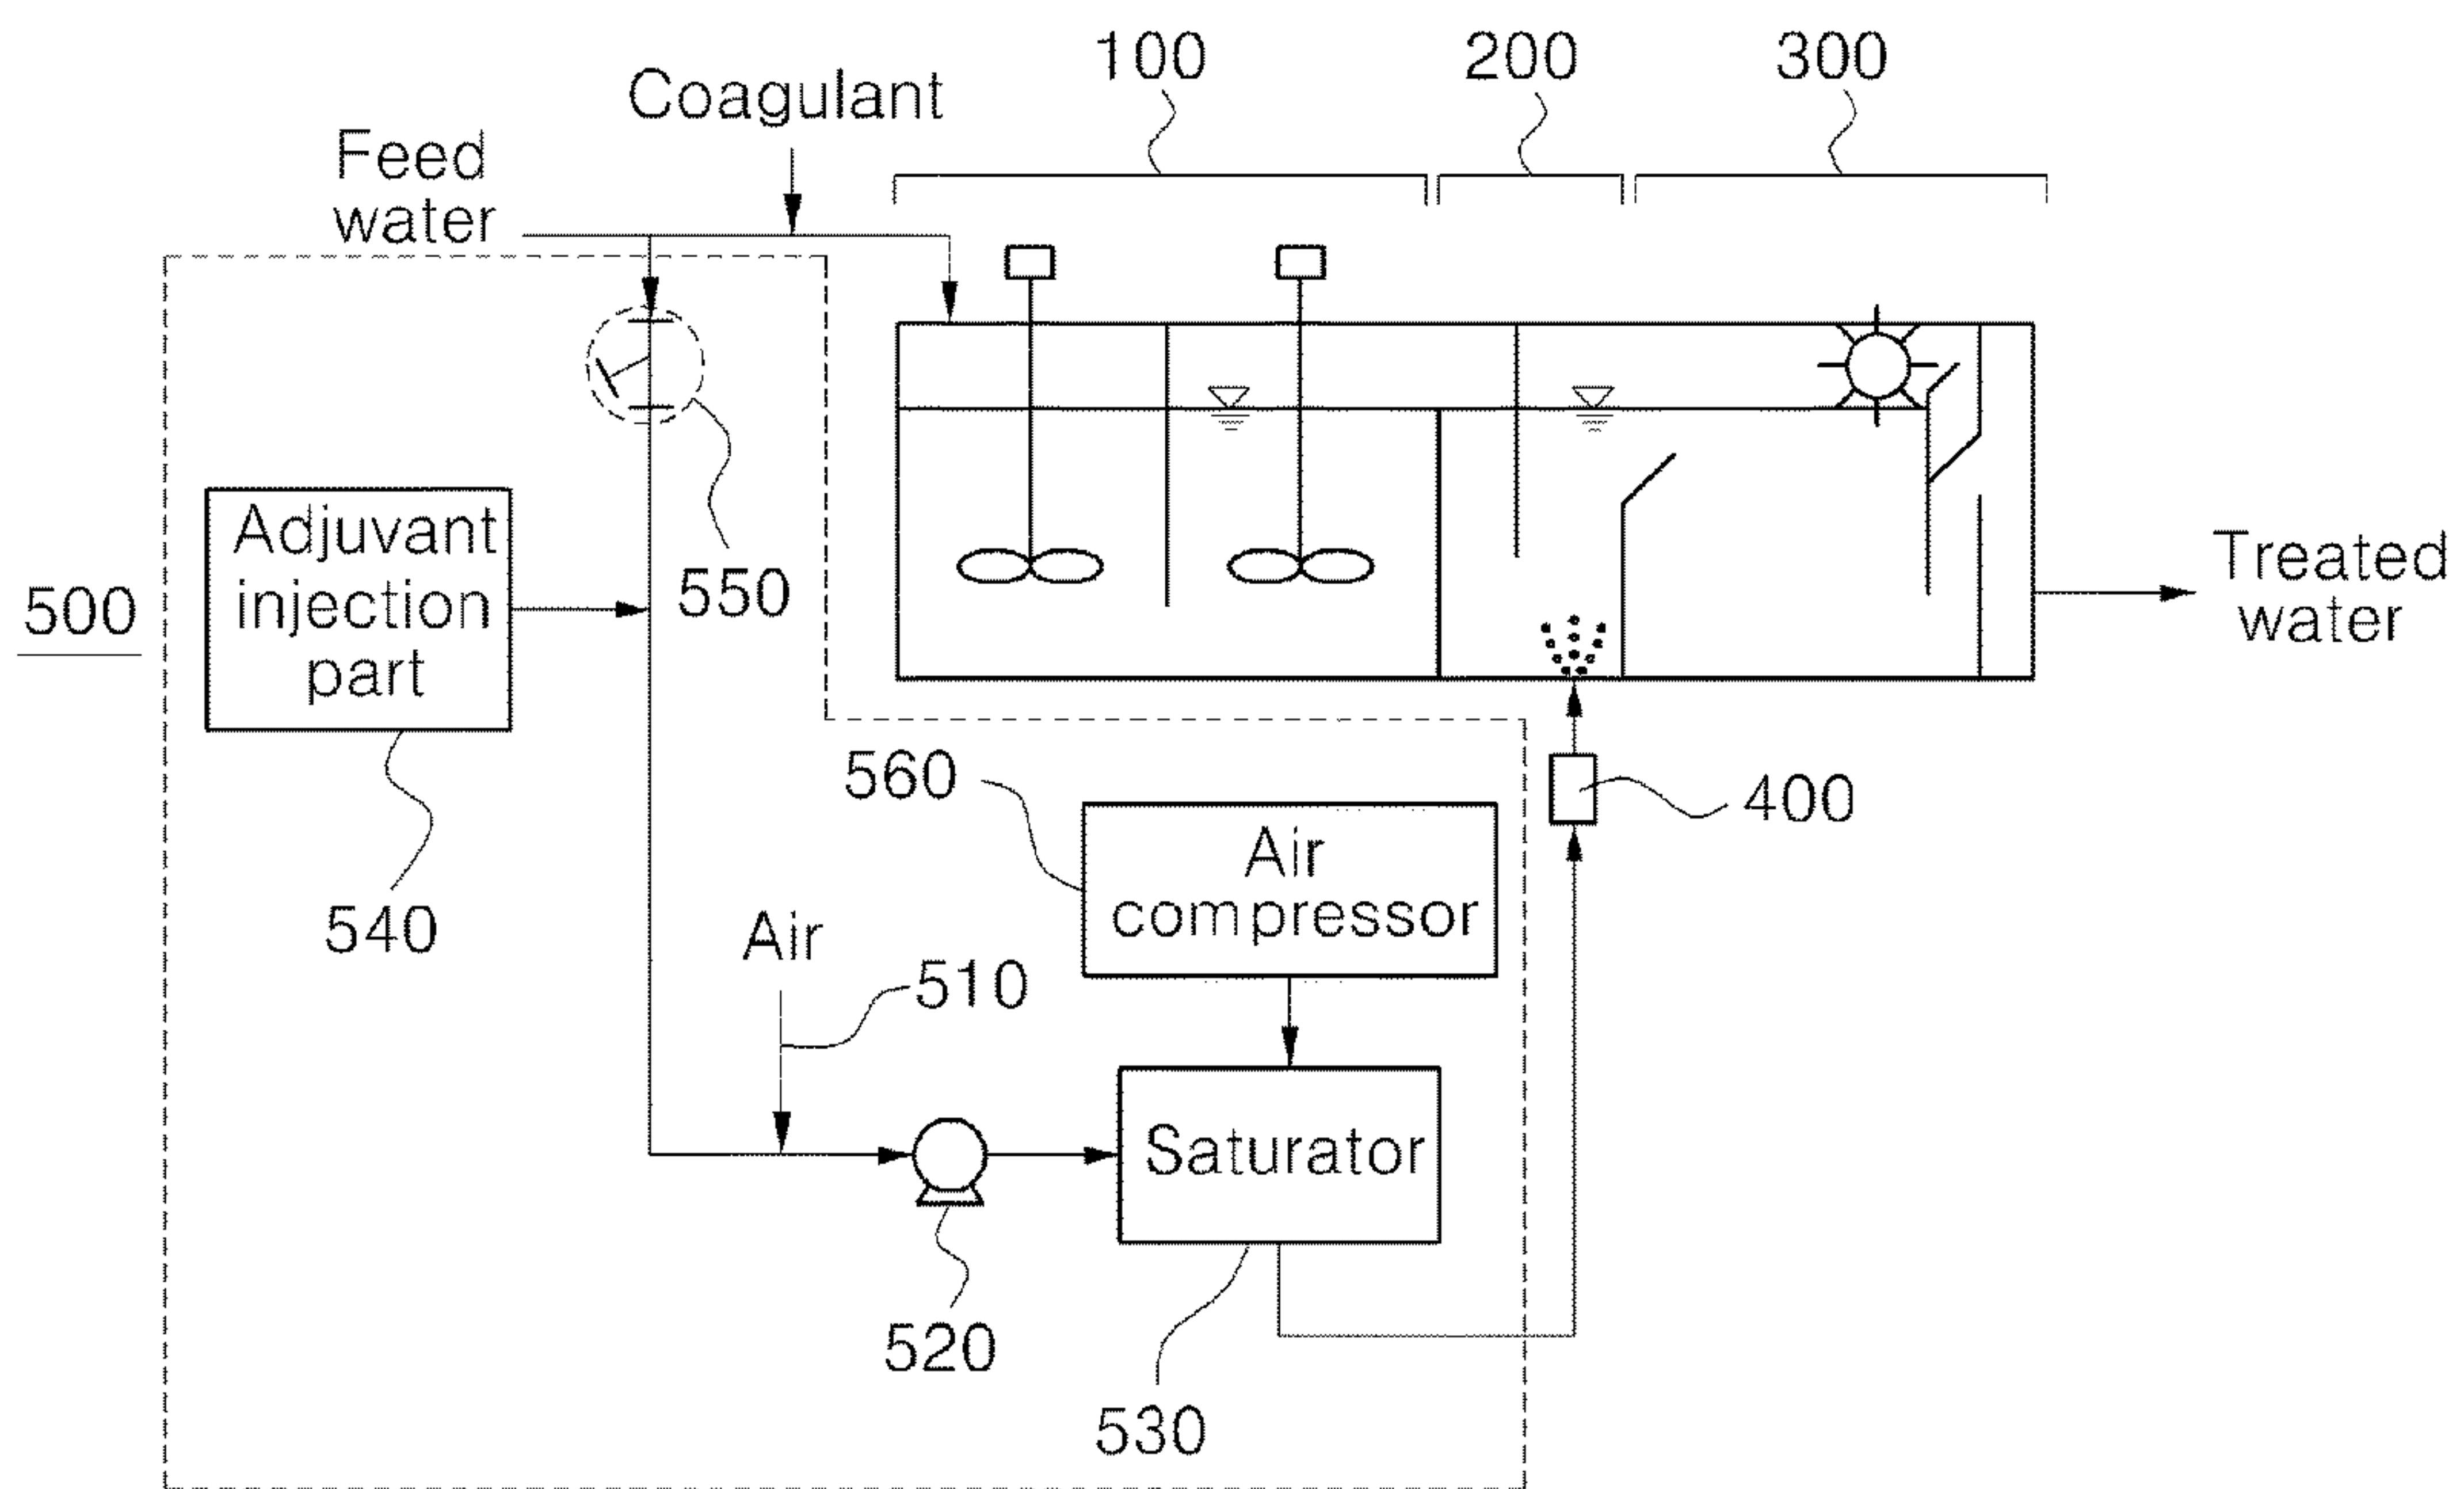 100
200
300
Coagulant
Feed
water
550
Adjuvant
injection
part
500
Treated
water
560
400
Air
compressor
540
Air
510
Saturator
520
530